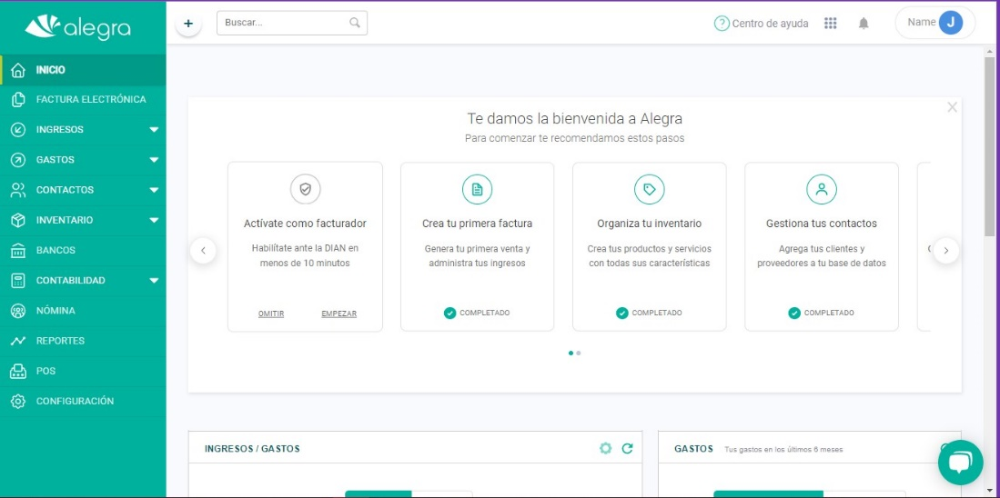 alegra
+
Buscar...
Centro de ayuda
Name J
INICIO
FACTURA ELECTRÓNICA
INGRESOS
GASTOS
CONTACTOS
INVENTARIO
BANCOS
CONTABILIDAD
NÓMINA
REPORTES
POS
CONFIGURACIÓN
Te damos la bienvenida a Alegra
Para comenzar te recomendamos estos pasos
Actívate como facturador
Habilítate ante la DIAN en
menos de 10 minutos
OMITIR EMPEZAR
Crea tu primera factura
Genera tu primera venta y
administra tus ingresos
COMPLETADO
Organiza tu inventario
Crea tus productos y servicios
con todas sus características
COMPLETADO
Gestiona tus contactos
Agrega tus clientes y
proveedores a tu base de datos
COMPLETADO
INGRESOS / GASTOS
GASTOS Tus gastos en los últimos 6 meses